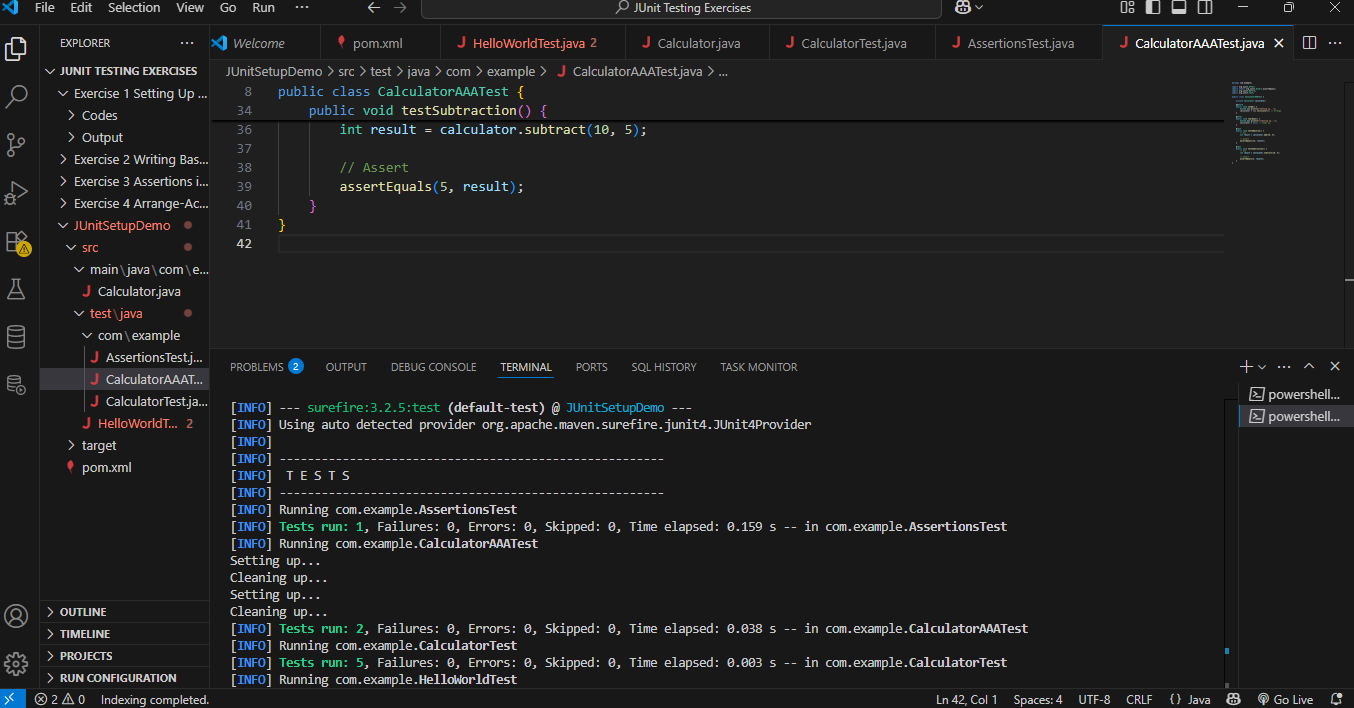 File Edit Selection View Go Run ··· JUnit Testing Exercises
EXPLORER ···
Welcome pom.xml HelloWorldTest.java 2 Calculator.java CalculatorTest.java AssertionsTest.java CalculatorAAATest.java
JUNIT TESTING EXERCISES
Exercise 1 Setting Up ...
Codes
Output
Exercise 2 Writing Bas...
Exercise 3 Assertions i...
Exercise 4 Arrange-Ac...
JUnitSetupDemo
src
main\java\com\e...
Calculator.java
test\java
com\example
AssertionsTest.j...
CalculatorAAAT...
CalculatorTest.ja...
HelloWorldT... 2
target
pom.xml
OUTLINE
TIMELINE
PROJECTS
RUN CONFIGURATION
JUnitSetupDemo > src > test > java > com > example > CalculatorAAATest.java > ...
8 public class CalculatorAAATest {
34 public void testSubtraction() {
36 int result = calculator.subtract(10, 5);
37
38 // Assert
39 assertEquals(5, result);
40 }
41 }
42
PROBLEMS 2 OUTPUT DEBUG CONSOLE TERMINAL PORTS SQL HISTORY TASK MONITOR
[INFO] --- surefire:3.2.5:test (default-test) @ JUnitSetupDemo ---
[INFO] Using auto detected provider org.apache.maven.surefire.junit4.JUnit4Provider
[INFO]
[INFO] -------------------------------------------------------
[INFO]  T E S T S
[INFO] -------------------------------------------------------
[INFO] Running com.example.AssertionsTest
[INFO] Tests run: 1, Failures: 0, Errors: 0, Skipped: 0, Time elapsed: 0.159 s -- in com.example.AssertionsTest
[INFO] Running com.example.CalculatorAAATest
Setting up...
Cleaning up...
Setting up...
Cleaning up...
[INFO] Tests run: 2, Failures: 0, Errors: 0, Skipped: 0, Time elapsed: 0.038 s -- in com.example.CalculatorAAATest
[INFO] Running com.example.CalculatorTest
[INFO] Tests run: 5, Failures: 0, Errors: 0, Skipped: 0, Time elapsed: 0.003 s -- in com.example.CalculatorTest
[INFO] Running com.example.HelloWorldTest
powershell...
powershell...
2 0 Indexing completed. Ln 42, Col 1 Spaces: 4 UTF-8 CRLF {} Java Go Live